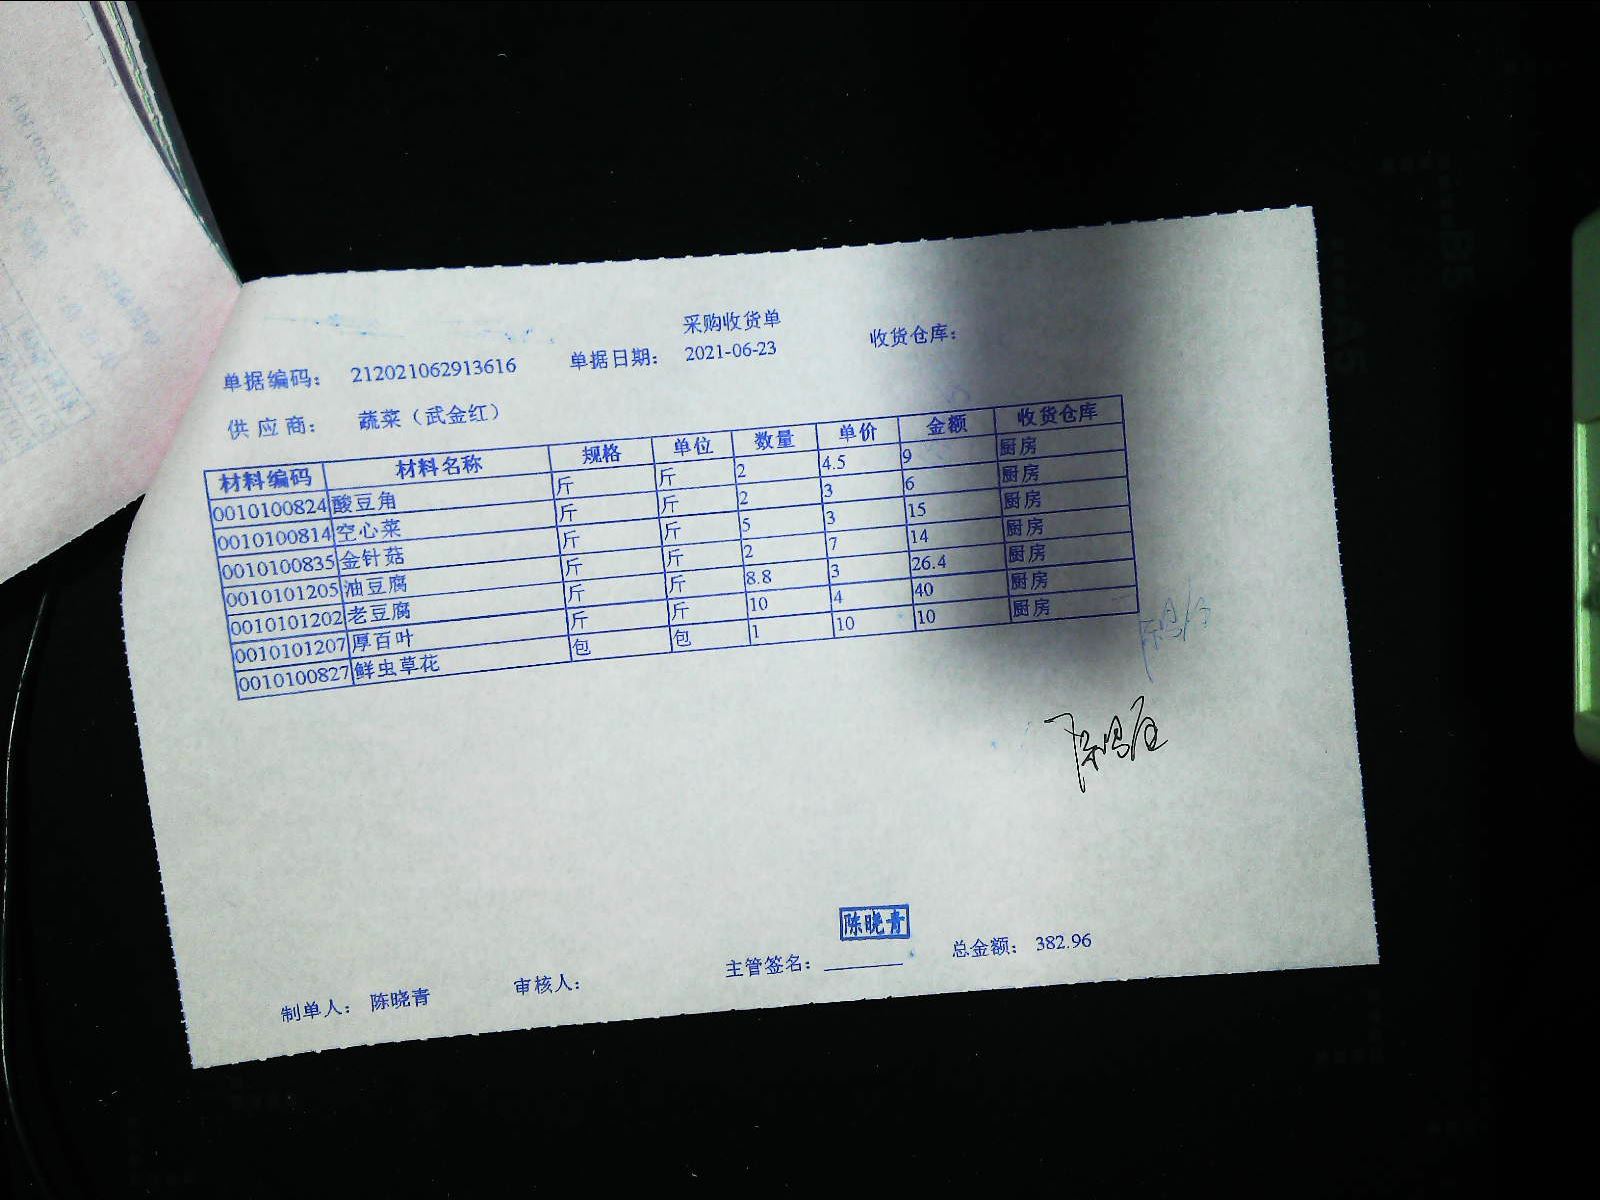 采购收货单
单据编码： 212021062913616 单据日期： 2021-06-23 收货仓库：
供应商： 蔬菜（武金红）
材料编码 材料名称 规格 单位 数量 单价 金额 收货仓库
0010100824 酸豆角 斤 斤 2 4.5 9 厨房
0010100814 空心菜 斤 斤 2 3 6 厨房
0010100835 金针菇 斤 斤 5 3 15 厨房
0010101205 油豆腐 斤 斤 2 7 14 厨房
0010101202 老豆腐 斤 斤 8.8 3 26.4 厨房
0010101207 厚百叶 斤 斤 10 4 40 厨房
0010100827 鲜虫草花 包 包 1 10 10 厨房
陈晓青
制单人： 陈晓青 审核人： 主管签名： 总金额： 382.96